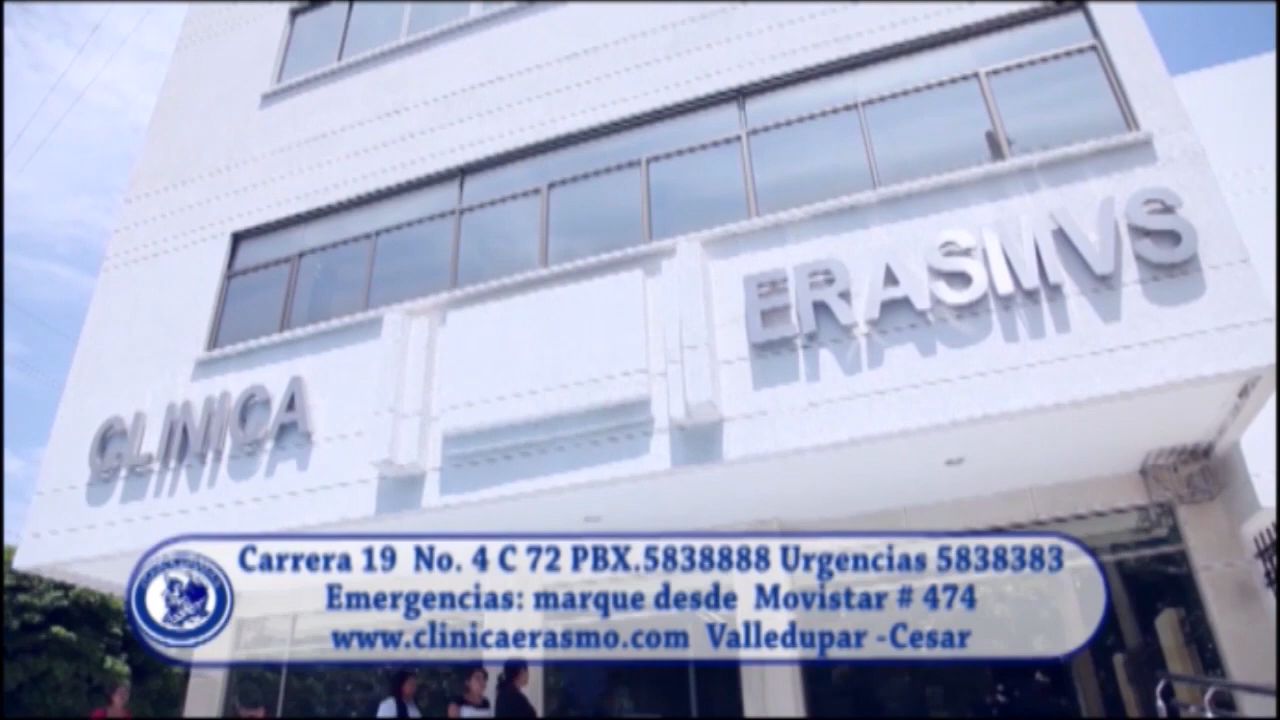 CLINICA
ERASMVS
Carrera 19 No. 4 C 72 PBX.5838888 Urgencias 5838383
Emergencias: marque desde Movistar # 474
www.clinicaerasmo.com Valledupar -Cesar